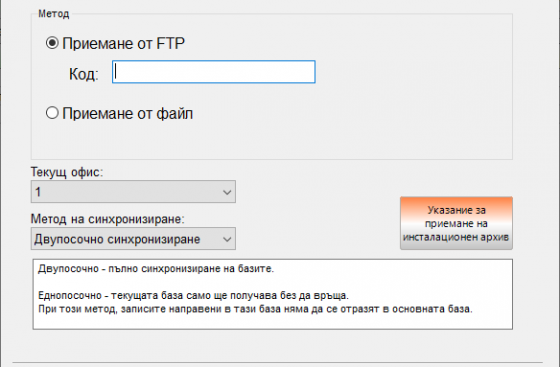 Метод
Приемане от FTP
Код:
Приемане от файл
Текущ офис:
1
Метод на синхронизиране:
Двупосочно синхронизиране
Указание за
приемане на
инсталационен архив
Двупосочно - пълно синхронизиране на базите.
Еднопосочно - текущата база само ще получава без да връща.
При този метод, записите направени в тази база няма да се отразят в основната база.